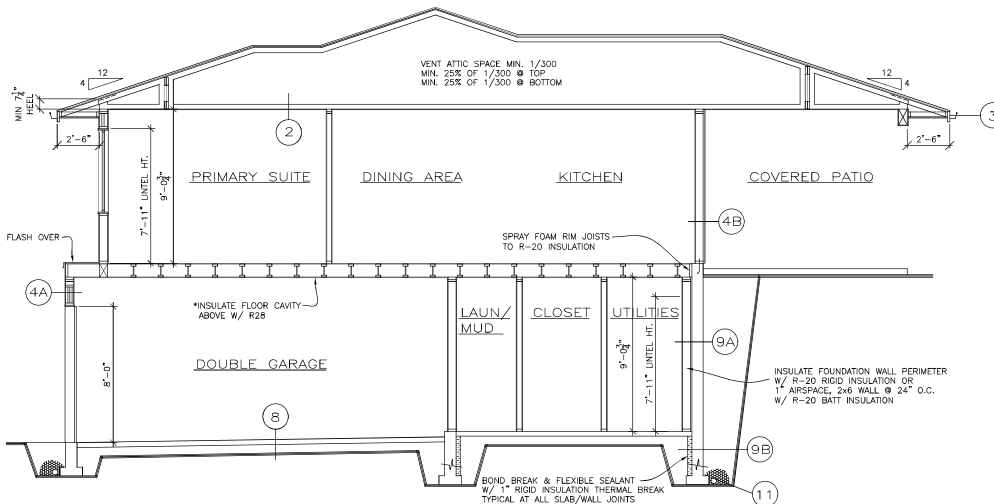 VENT ATTIC SPACE MIN. 1/300
MIN. 25% OF 1/300 @ TOP
MIN. 25% OF 1/300 @ BOTTOM
12
4
12
4
MIN 7½"
HEEL
2
3
2'-6"
2'-6"
7'-11" LINTEL HT.
9'-0¾"
PRIMARY SUITE
DINING AREA
KITCHEN
COVERED PATIO
4B
FLASH OVER
SPRAY FOAM RIM JOISTS
TO R-20 INSULATION
4A
*INSULATE FLOOR CAVITY
ABOVE W/ R28
LAUN/
MUD
CLOSET
UTILITIES
9A
8'-0"
DOUBLE GARAGE
9'-0¾"
7'-11" LINTEL HT.
INSULATE FOUNDATION WALL PERIMETER
W/ R-20 RIGID INSULATION OR
1" AIRSPACE, 2x6 WALL @ 24" O.C.
W/ R-20 BATT INSULATION
8
9B
BOND BREAK & FLEXIBLE SEALANT
W/ 1" RIGID INSULATION THERMAL BREAK
TYPICAL AT ALL SLAB/WALL JOINTS
11